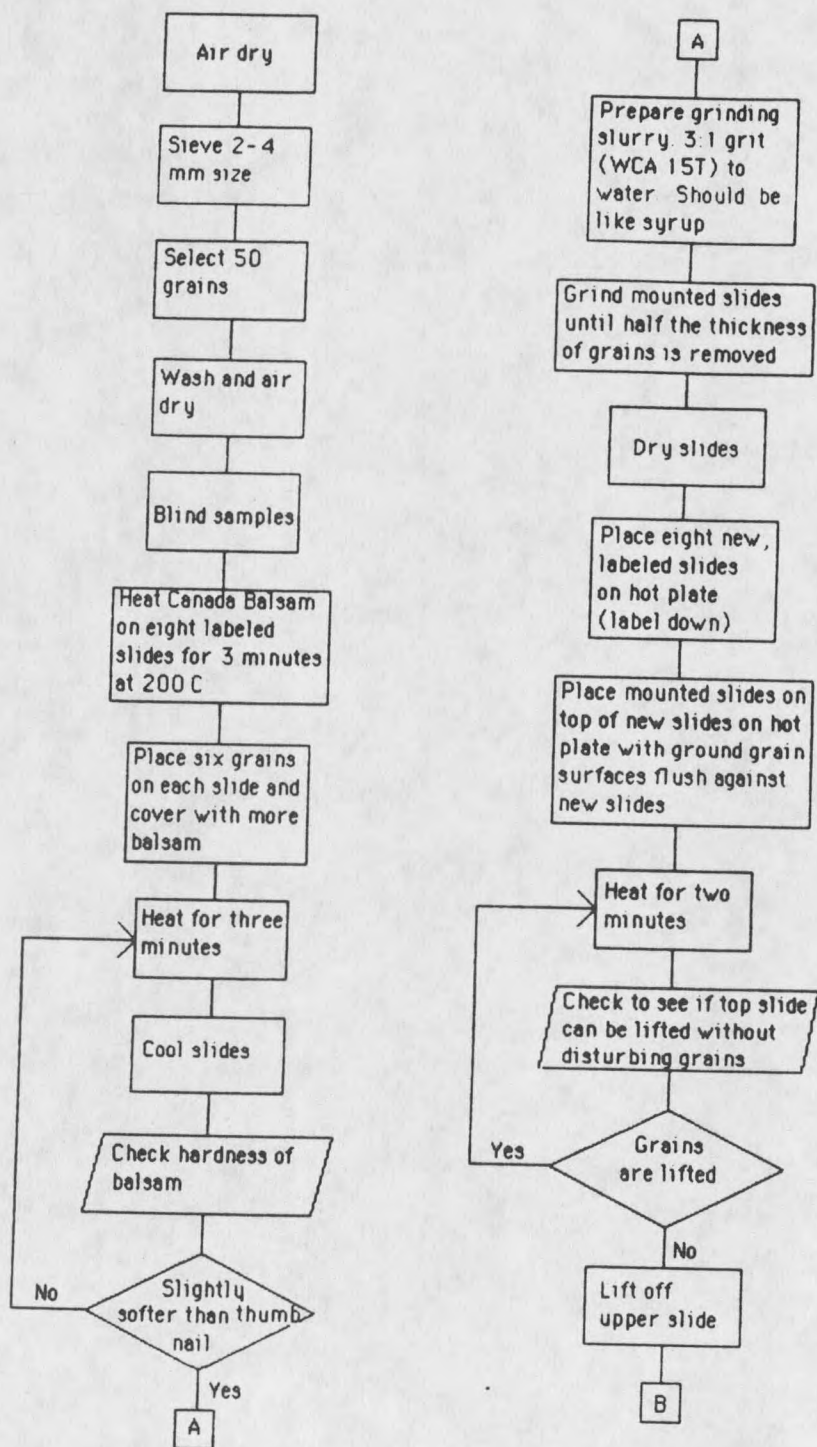 Air dry
Sieve 2-4
mm size
Select 50
grains
Wash and air
dry
Blind samples
Heat Canada Balsam
on eight labeled
slides for 3 minutes
at 200 C
Place six grains
on each slide and
cover with more
balsam
Heat for three
minutes
Cool slides
Check hardness of
balsam
No
Slightly
softer than thumb
nail
Yes
A
A
Prepare grinding
slurry. 3:1 grit
(WCA 15T) to
water Should be
like syrup
Grind mounted slides
until half the thickness
of grains is removed
Dry slides
Place eight new,
labeled slides
on hot plate
(label down)
Place mounted slides on
top of new slides on hot
plate with ground grain
surfaces flush against
new slides
Heat for two
minutes
Check to see if top slide
can be lifted without
disturbing grains
Yes
Grains
are lifted
No
Lift off
upper slide
B